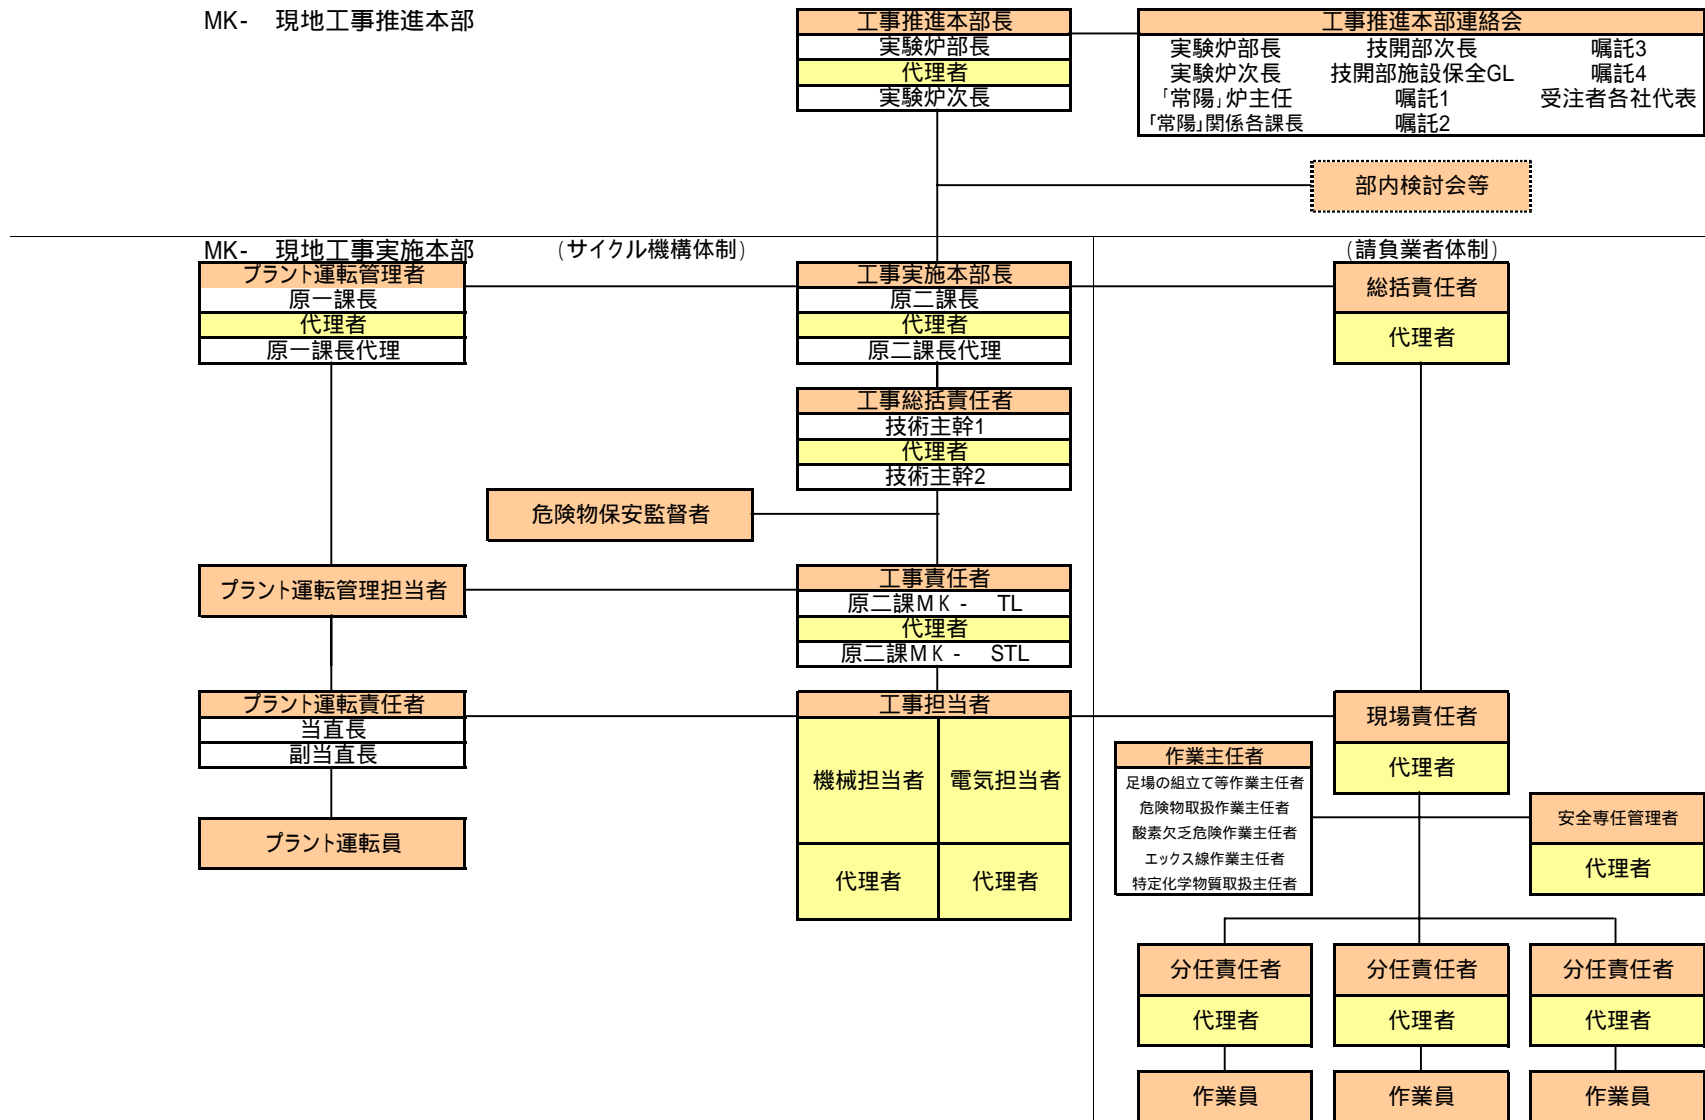 MK-　現地工事推進本部
工事推進本部長
実験炉部長
代理者
実験炉次長
工事推進本部連絡会
実験炉部長　技開部次長　嘱託3
実験炉次長　技開部施設保全GL　嘱託4
「常陽」炉主任　嘱託1　受注者各社代表
「常陽」関係各課長　嘱託2
部内検討会等
MK-　現地工事実施本部
(サイクル機構体制)
(請負業者体制)
プラント運転管理者
原一課長
代理者
原一課長代理
工事実施本部長
原二課長
代理者
原二課長代理
総括責任者
代理者
工事総括責任者
技術主幹1
代理者
技術主幹2
危険物保安監督者
プラント運転管理担当者
工事責任者
原二課MK-　TL
代理者
原二課MK-　STL
プラント運転責任者
当直長
副当直長
プラント運転員
工事担当者
機械担当者　電気担当者
代理者　代理者
現場責任者
代理者
作業主任者
足場の組立て等作業主任者
危険物取扱作業主任者
酸素欠乏危険作業主任者
エックス線作業主任者
特定化学物質取扱主任者
安全専任管理者
代理者
分任責任者　分任責任者　分任責任者
代理者　代理者　代理者
作業員　作業員　作業員